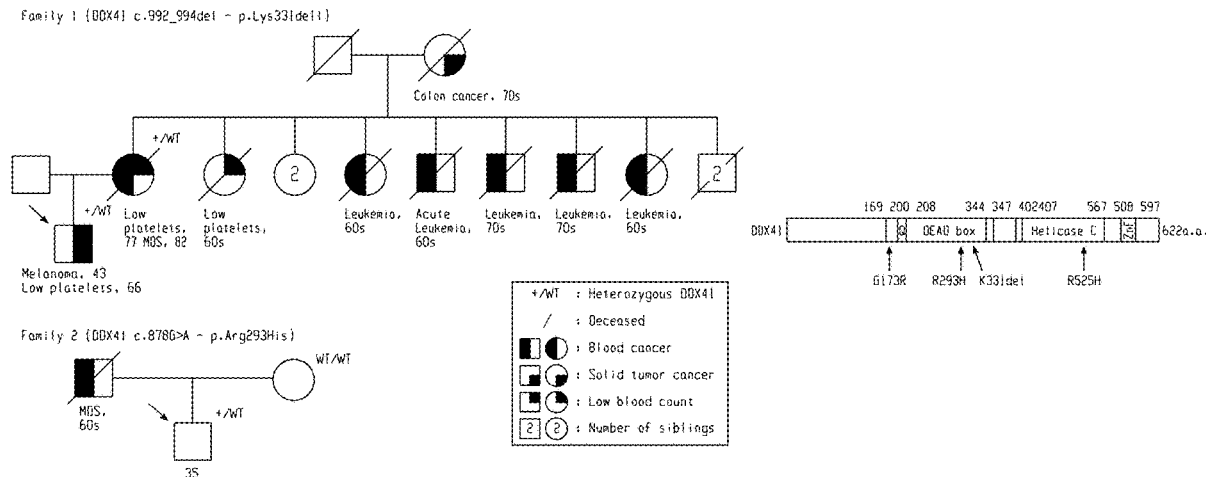 Family 1 (DDX41 c.992_994del - p.Lys331del)
Colon cancer, 70s
+/WT
2
2
+/WT
Low
platelets,
77 MDS, 82
Low
platelets,
60s
Leukemia,
60s
Acute
Leukemia,
60s
Leukemia,
70s
Leukemia,
70s
Leukemia,
60s
Melanoma, 43
Low platelets, 66
169 200 208 344 347 402407 567 580 597
DDX41
Q
DEAD box
Helicase C
ZnF
622a.a.
G173R
R293H
K331del
R525H
+/WT : Heterozygous DDX41
/ : Deceased
: Blood cancer
: Solid tumor cancer
: Low blood count
2 2 : Number of siblings
Family 2 (DDX41 c.878G>A - p.Arg293His)
WT/WT
MDS,
60s
+/WT
35